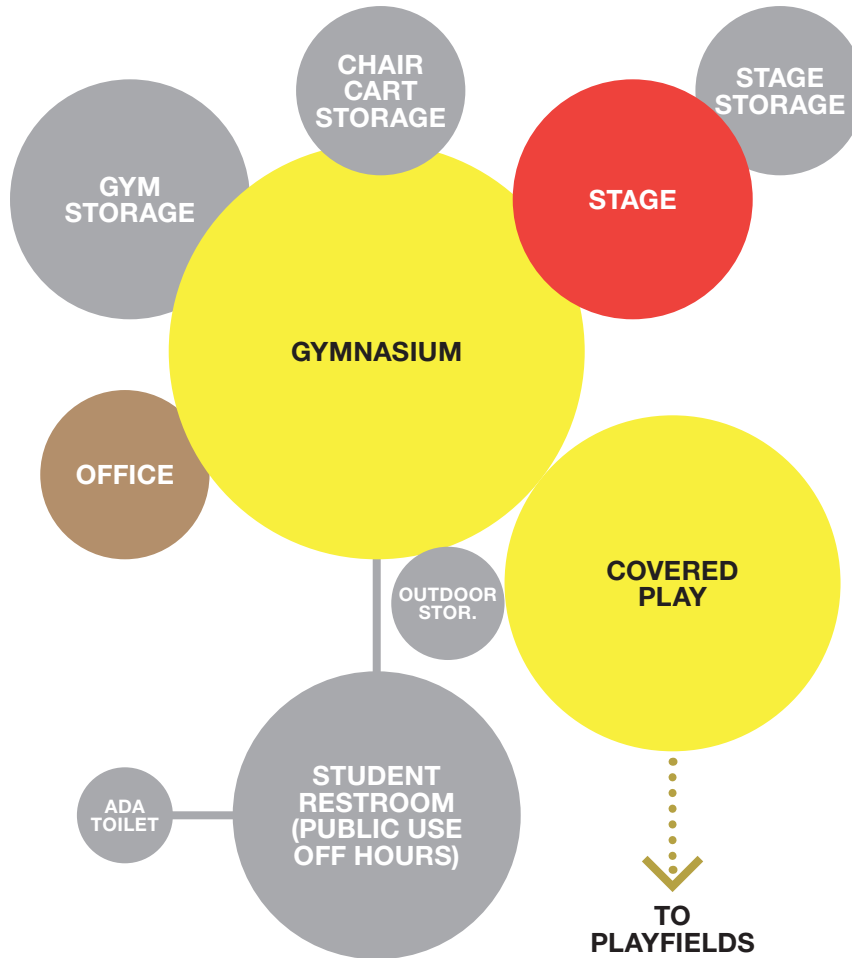 CHAIR
CART
STORAGE
STAGE
STORAGE
GYM
STORAGE
STAGE
GYMNASIUM
OFFICE
COVERED
PLAY
OUTDOOR
STOR.
STUDENT
RESTROOM
(PUBLIC USE
OFF HOURS)
ADA
TOILET
TO
PLAYFIELDS